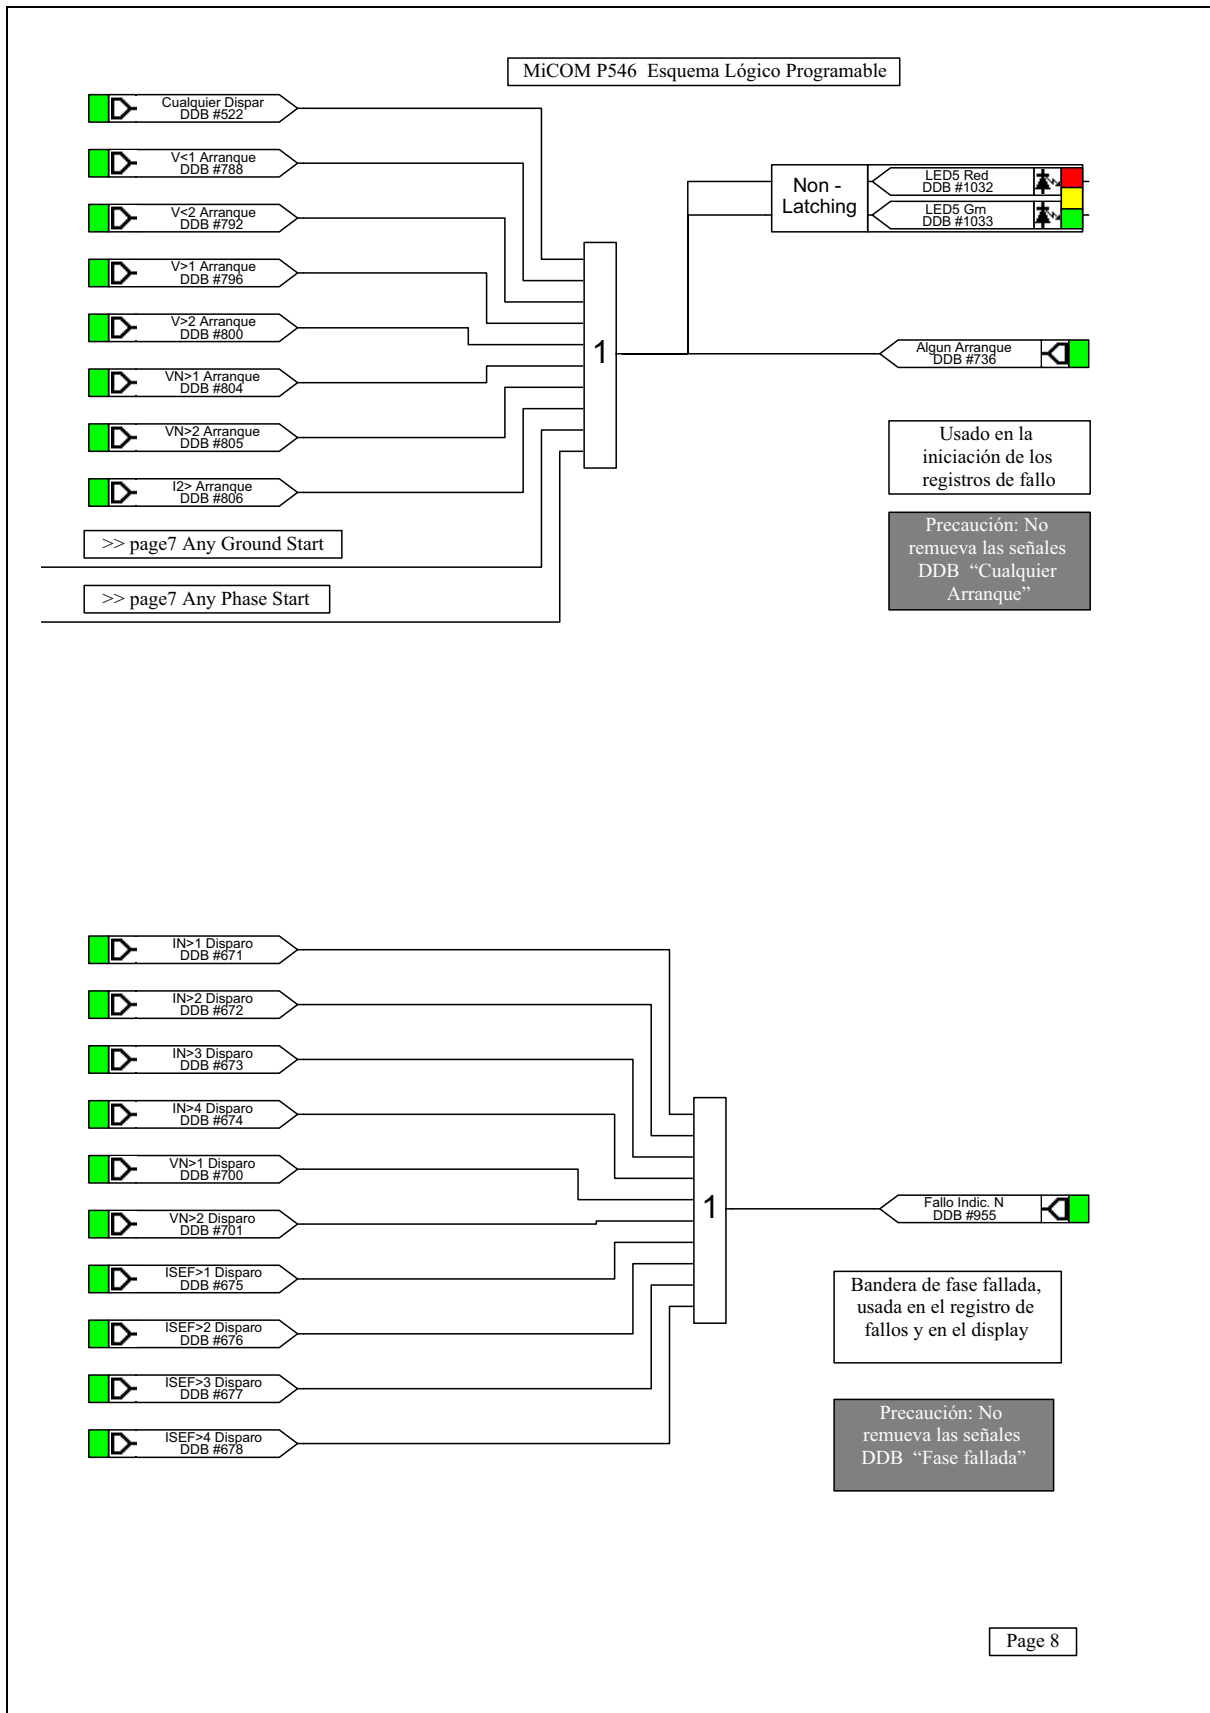 MiCOM P546 Esquema Lógico Programable
Cualquier Dispar
DDB #522
V<1 Arranque
DDB #788
V<2 Arranque
DDB #792
V>1 Arranque
DDB #796
V>2 Arranque
DDB #800
VN>1 Arranque
DDB #804
VN>2 Arranque
DDB #805
I2> Arranque
DDB #806
>> page7 Any Ground Start
>> page7 Any Phase Start
1
Non -
Latching
LED5 Red
DDB #1032
LED5 Grn
DDB #1033
Algun Arranque
DDB #736
Usado en la
iniciación de los
registros de fallo
Precaución: No
remueva las señales
DDB “Cualquier
Arranque”
IN>1 Disparo
DDB #671
IN>2 Disparo
DDB #672
IN>3 Disparo
DDB #673
IN>4 Disparo
DDB #674
VN>1 Disparo
DDB #700
VN>2 Disparo
DDB #701
ISEF>1 Disparo
DDB #675
ISEF>2 Disparo
DDB #676
ISEF>3 Disparo
DDB #677
ISEF>4 Disparo
DDB #678
1
Fallo Indic. N
DDB #955
Bandera de fase fallada,
usada en el registro de
fallos y en el display
Precaución: No
remueva las señales
DDB “Fase fallada”
Page 8